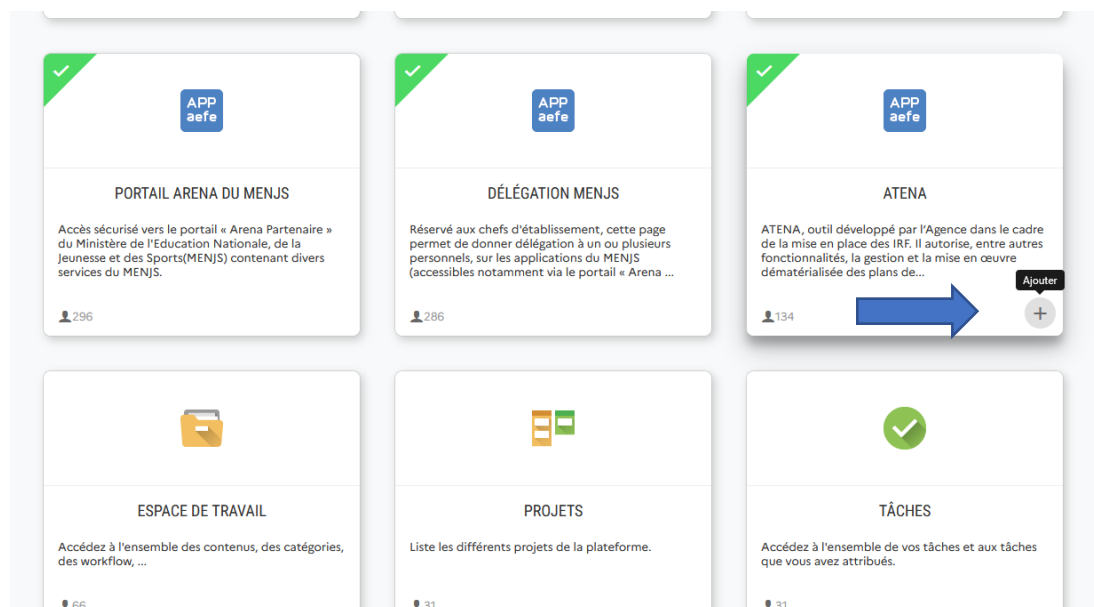 APP
aefe
PORTAIL ARENA DU MENJS
Accès sécurisé vers le portail « Arena Partenaire »
du Ministère de l'Education Nationale, de la
Jeunesse et des Sports(MENJS) contenant divers
services du MENJS.
296
APP
aefe
DÉLÉGATION MENJS
Réservé aux chefs d'établissement, cette page
permet de donner délégation à un ou plusieurs
personnels, sur les applications du MENJS
(accessibles notamment via le portail « Arena ...
286
APP
aefe
ATENA
ATENA, outil développé par l'Agence dans le cadre
de la mise en place des IRF. Il autorise, entre autres
fonctionnalités, la gestion et la mise en œuvre
dématérialisée des plans de...
Ajouter
134
ESPACE DE TRAVAIL
Accédez à l'ensemble des contenus, des catégories,
des workflow, ...
66
PROJETS
Liste les différents projets de la plateforme.
31
TÂCHES
Accédez à l'ensemble de vos tâches et aux tâches
que vous avez attribués.
31